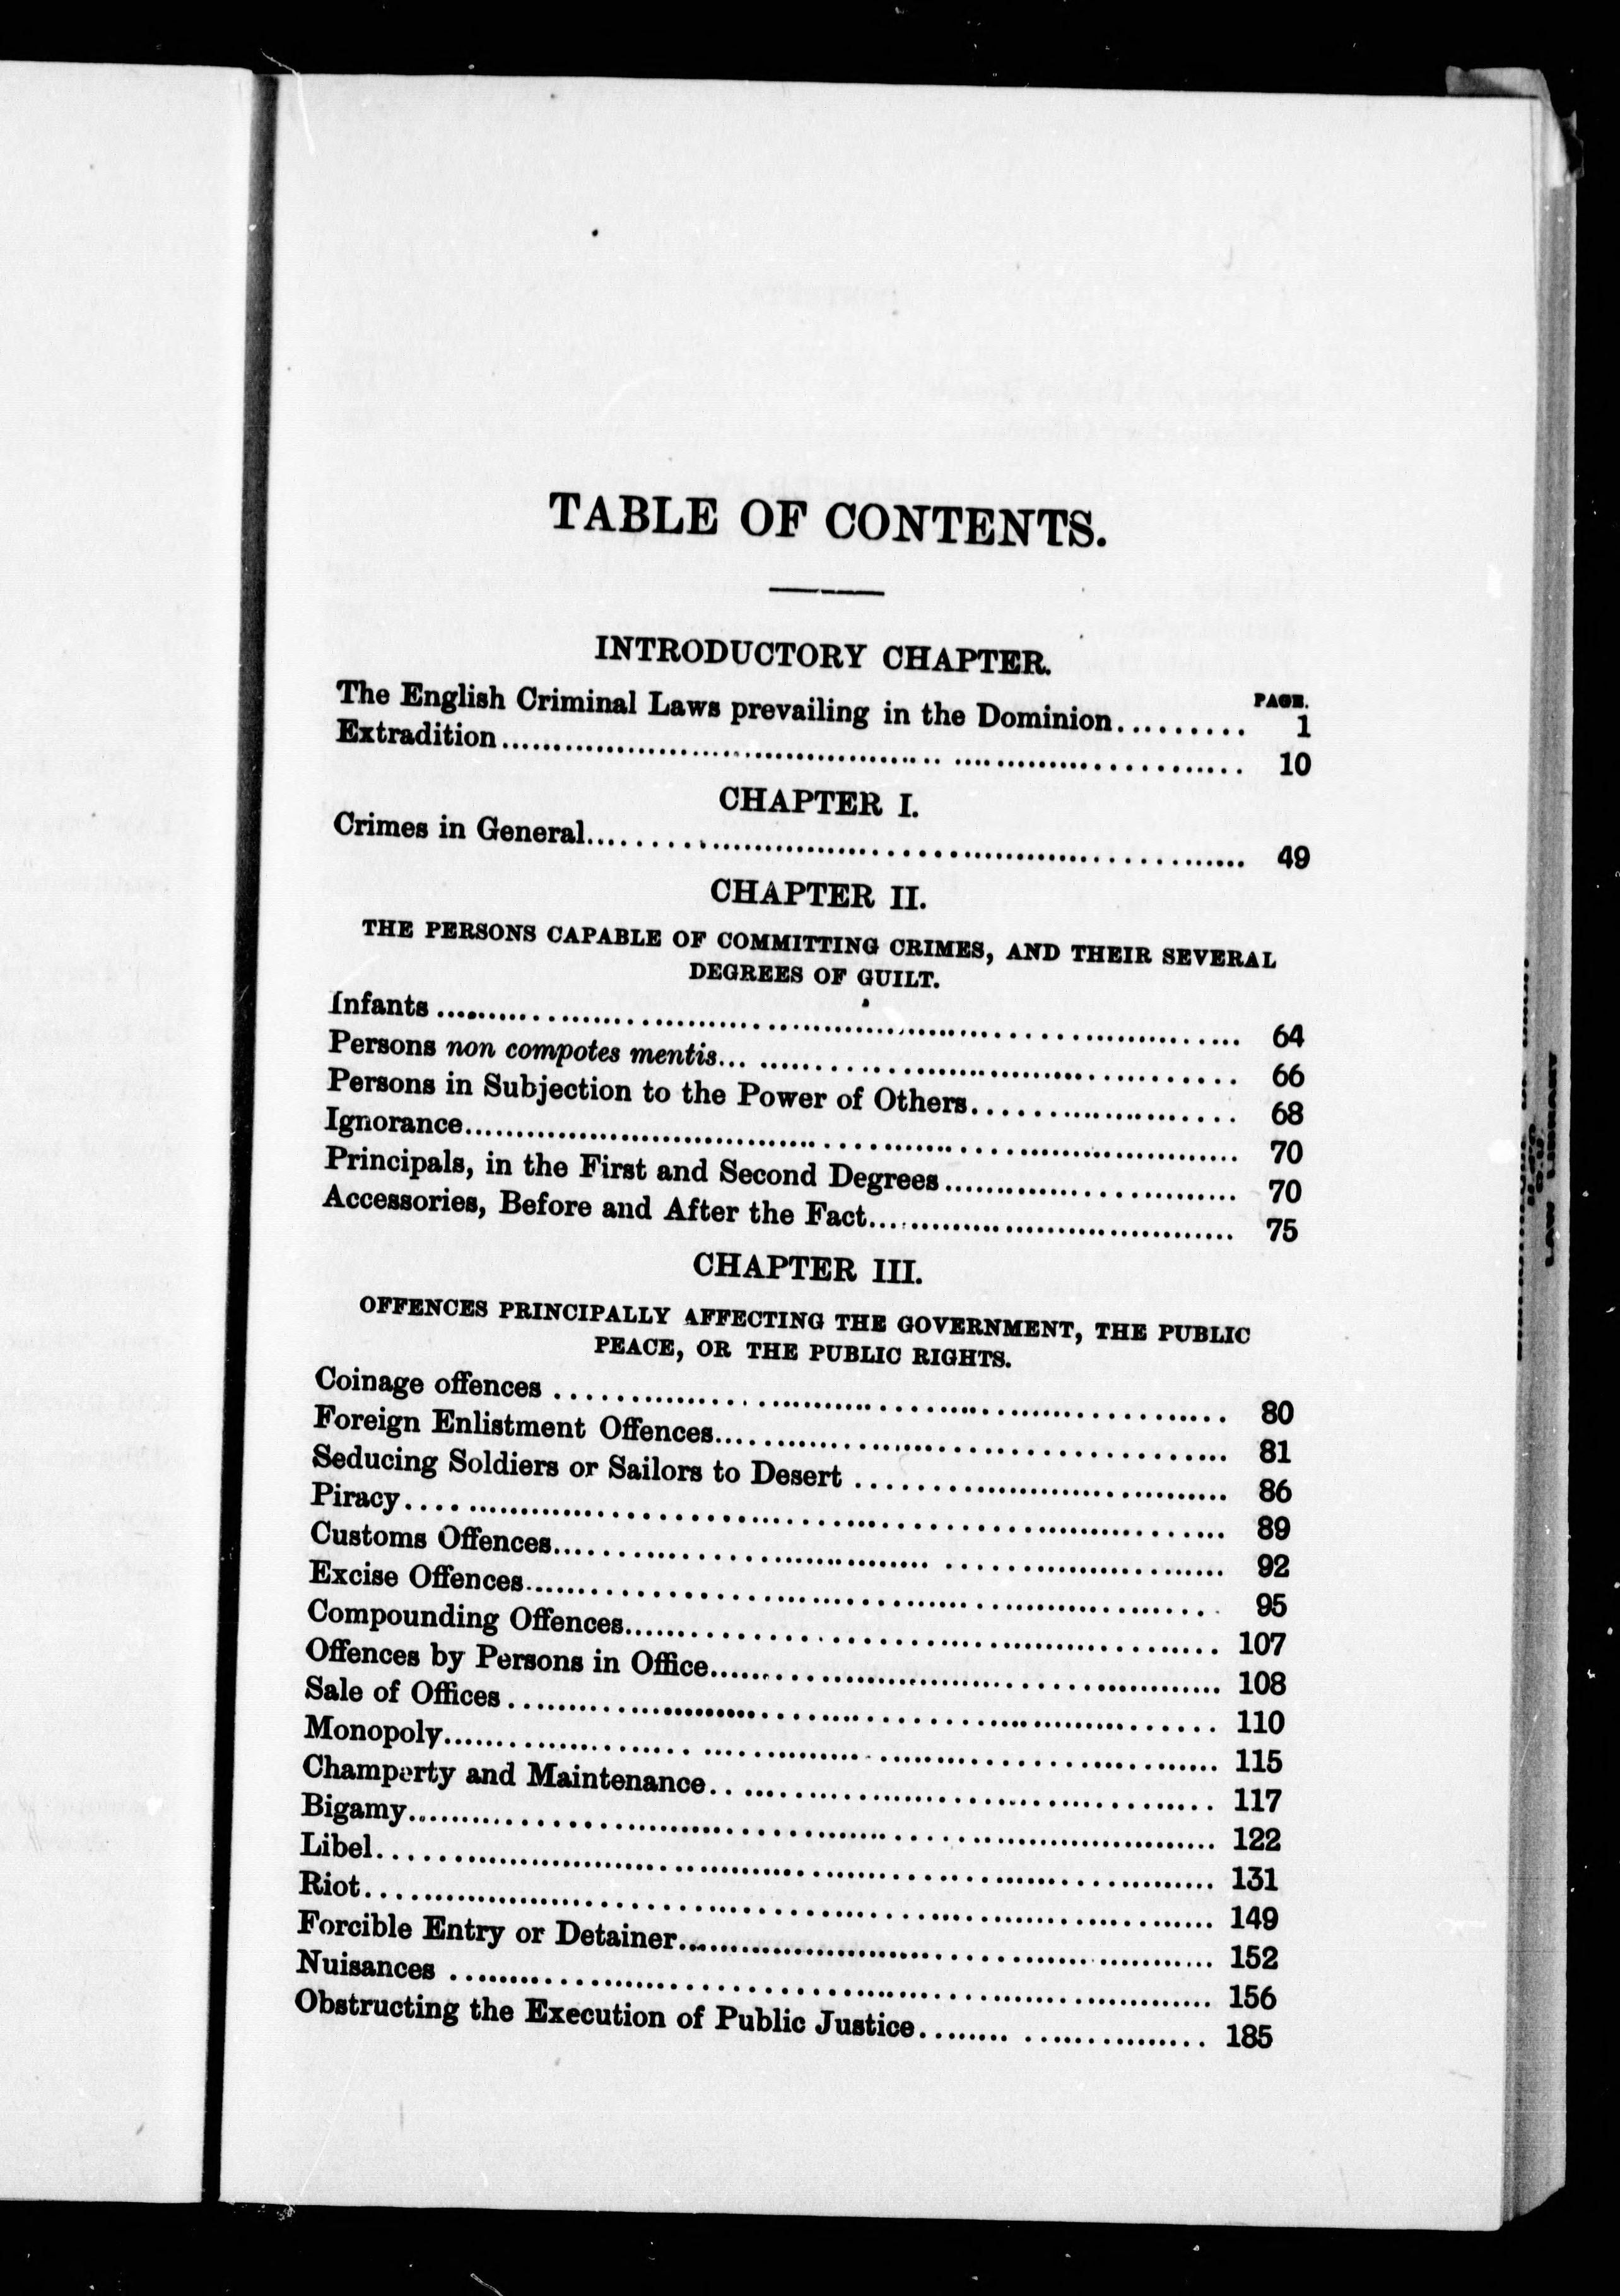 TABLE OF CONTENTS.
INTRODUCTORY CHAPTER.
PAGE.
The English Criminal Laws prevailing in the Dominion.......... 1
Extradition.......... 10
CHAPTER I.
Crimes in General.......... 49
CHAPTER II.
THE PERSONS CAPABLE OF COMMITTING CRIMES, AND THEIR SEVERAL
DEGREES OF GUILT.
Infants .......... 64
Persons non compotes mentis.......... 66
Persons in Subjection to the Power of Others.......... 68
Ignorance.......... 70
Principals, in the First and Second Degrees.......... 70
Accessories, Before and After the Fact.......... 75
CHAPTER III.
OFFENCES PRINCIPALLY AFFECTING THE GOVERNMENT, THE PUBLIC
PEACE, OR THE PUBLIC RIGHTS.
Coinage offences .......... 80
Foreign Enlistment Offences.......... 81
Seducing Soldiers or Sailors to Desert .......... 86
Piracy.......... 89
Customs Offences.......... 92
Excise Offences.......... 95
Compounding Offences.......... 107
Offences by Persons in Office.......... 108
Sale of Offices .......... 110
Monopoly.......... 115
Champerty and Maintenance.......... 117
Bigamy.......... 122
Libel.......... 131
Riot.......... 149
Forcible Entry or Detainer.......... 152
Nuisances .......... 156
Obstructing the Execution of Public Justice.......... 185
LAW LIBRARY